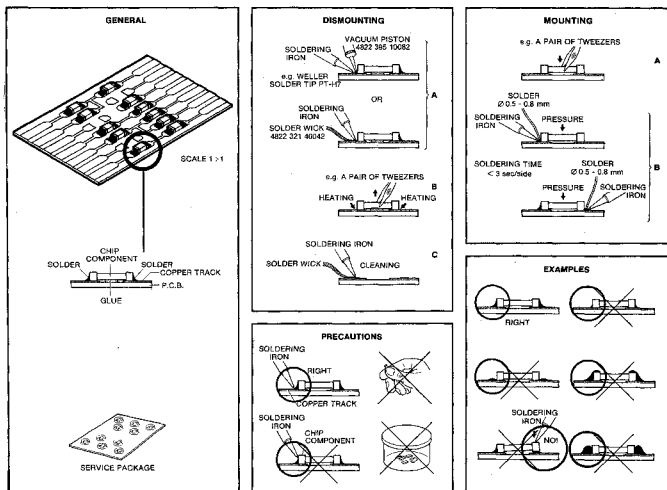 GENERAL
SCALE 1>1
CHIP
COMPONENT
SOLDER
SOLDER
COPPER TRACK
P.C.B.
GLUE
SERVICE PACKAGE
DISMOUNTING
VACUUM PISTON
4822 395 10082
SOLDERING
IRON
e.g. WELLER
SOLDER TIP PT-H7
A
OR
SOLDERING
IRON
SOLDER WICK
4822 321 40042
e.g. A PAIR OF TWEEZERS
B
HEATING
HEATING
SOLDERING IRON
C
SOLDER WICK
CLEANING
PRECAUTIONS
SOLDERING
IRON
RIGHT
COPPER TRACK
SOLDERING
IRON
CHIP
COMPONENT
MOUNTING
e.g. A PAIR OF TWEEZERS
A
SOLDER
Ø 0.5 - 0.8 mm
SOLDERING
IRON
PRESSURE
SOLDERING TIME
< 3 sec/side
SOLDER
Ø 0.5 - 0.8 mm
B
PRESSURE
SOLDERING
IRON
EXAMPLES
RIGHT
SOLDERING
IRON
NO!